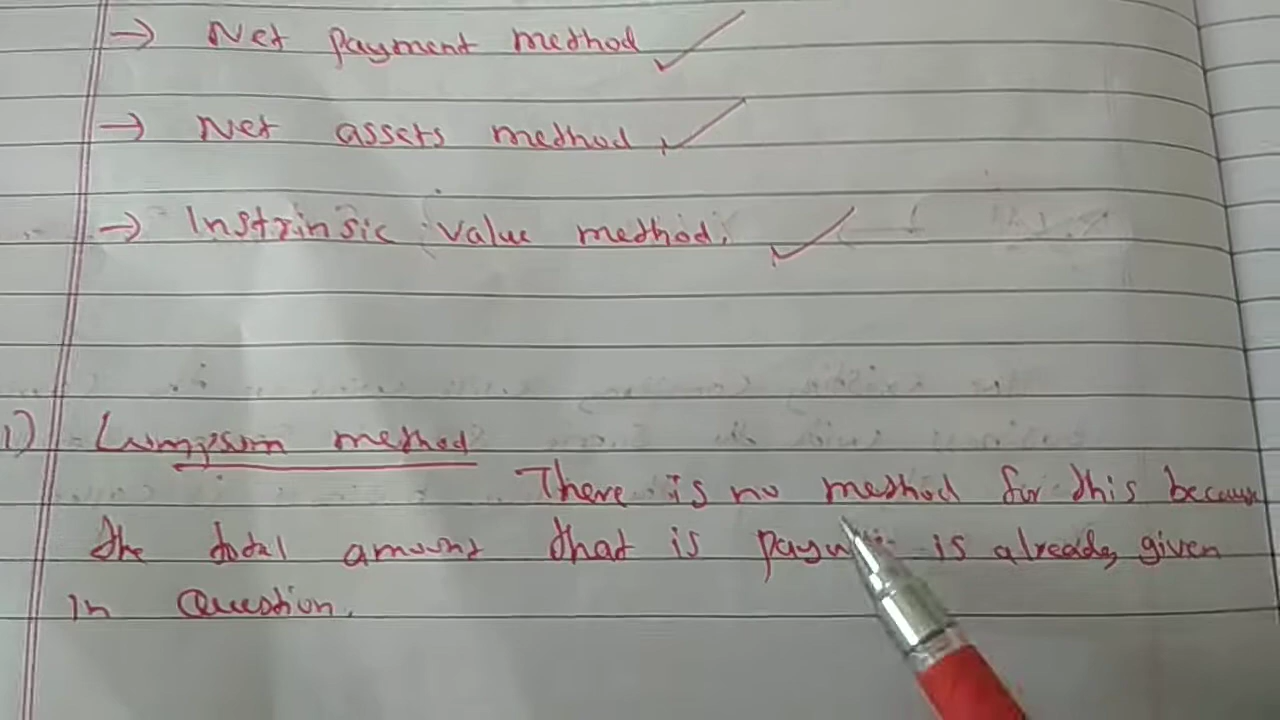 → Net payment method ✓
→ Net assets method ✓
→ Instrinsic value method. ✓
1) Lumpsum method
There is no method for this because
the total amount that is is already given
in Question.